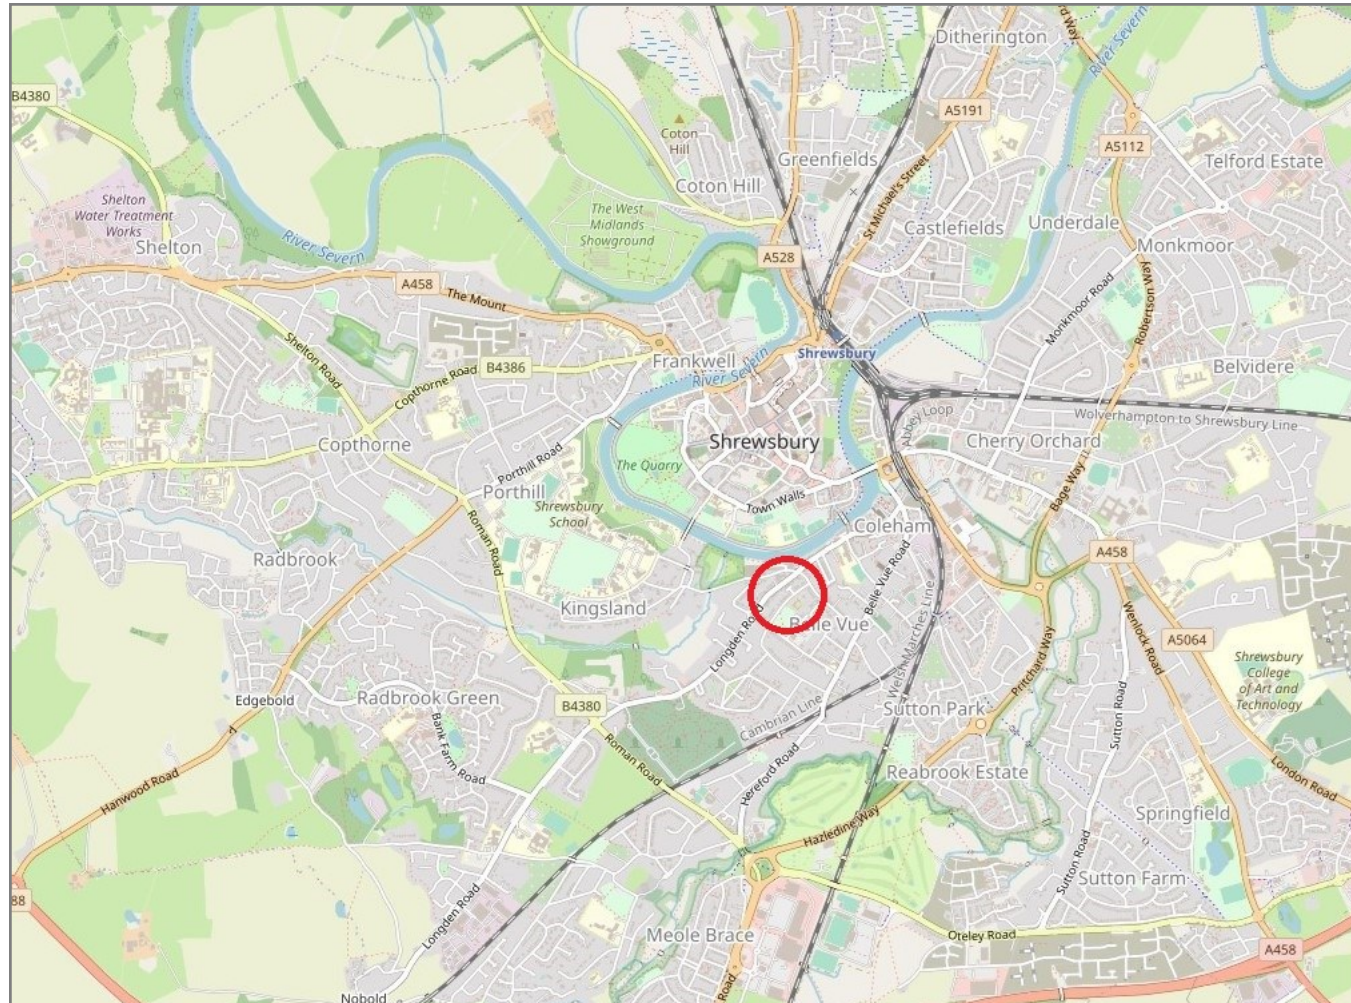 Ditherington
River Severn
B4380
A5191
A5112
Coton
Hill
Greenfields
Telford Estate
Coton Hill
St Michael's Street
Shelton
Water Treatment
Works
The West
Midlands
Showground
Castlefields
Underdale
Shelton
River Severn
Monkmoor
A528
A458
The Mount
Monkmoor Road
Robertson Way
Shelton Road
Frankwell
Shrewsbury
River Severn
B4386
Copthorne Road
Belvidere
Abbey Loop
Wolverhampton to Shrewsbury Line
Copthorne
Shrewsbury
Cherry Orchard
Porthill Road
The Quarry
Porthill
Shrewsbury
School
Town Walls
Bage Way
Roman Road
Coleham
Radbrook
A458
Belle Vue Road
Kingsland
Belle Vue
Longden Road
Welsh Marches Line
Wenlock Road
A5064
Pritchard Way
Shrewsbury
College
of Art and
Technology
Edgebold
Radbrook Green
B4380
Cambrian Line
Sutton Park
Sutton Road
Bank Farm Road
Roman Road
Hereford Road
Reabrook Estate
London Road
Hanwood Road
Hazledine Way
Springfield
Sutton Road
Sutton Farm
88
Longden Road
Meole Brace
Oteley Road
A458
Nobold